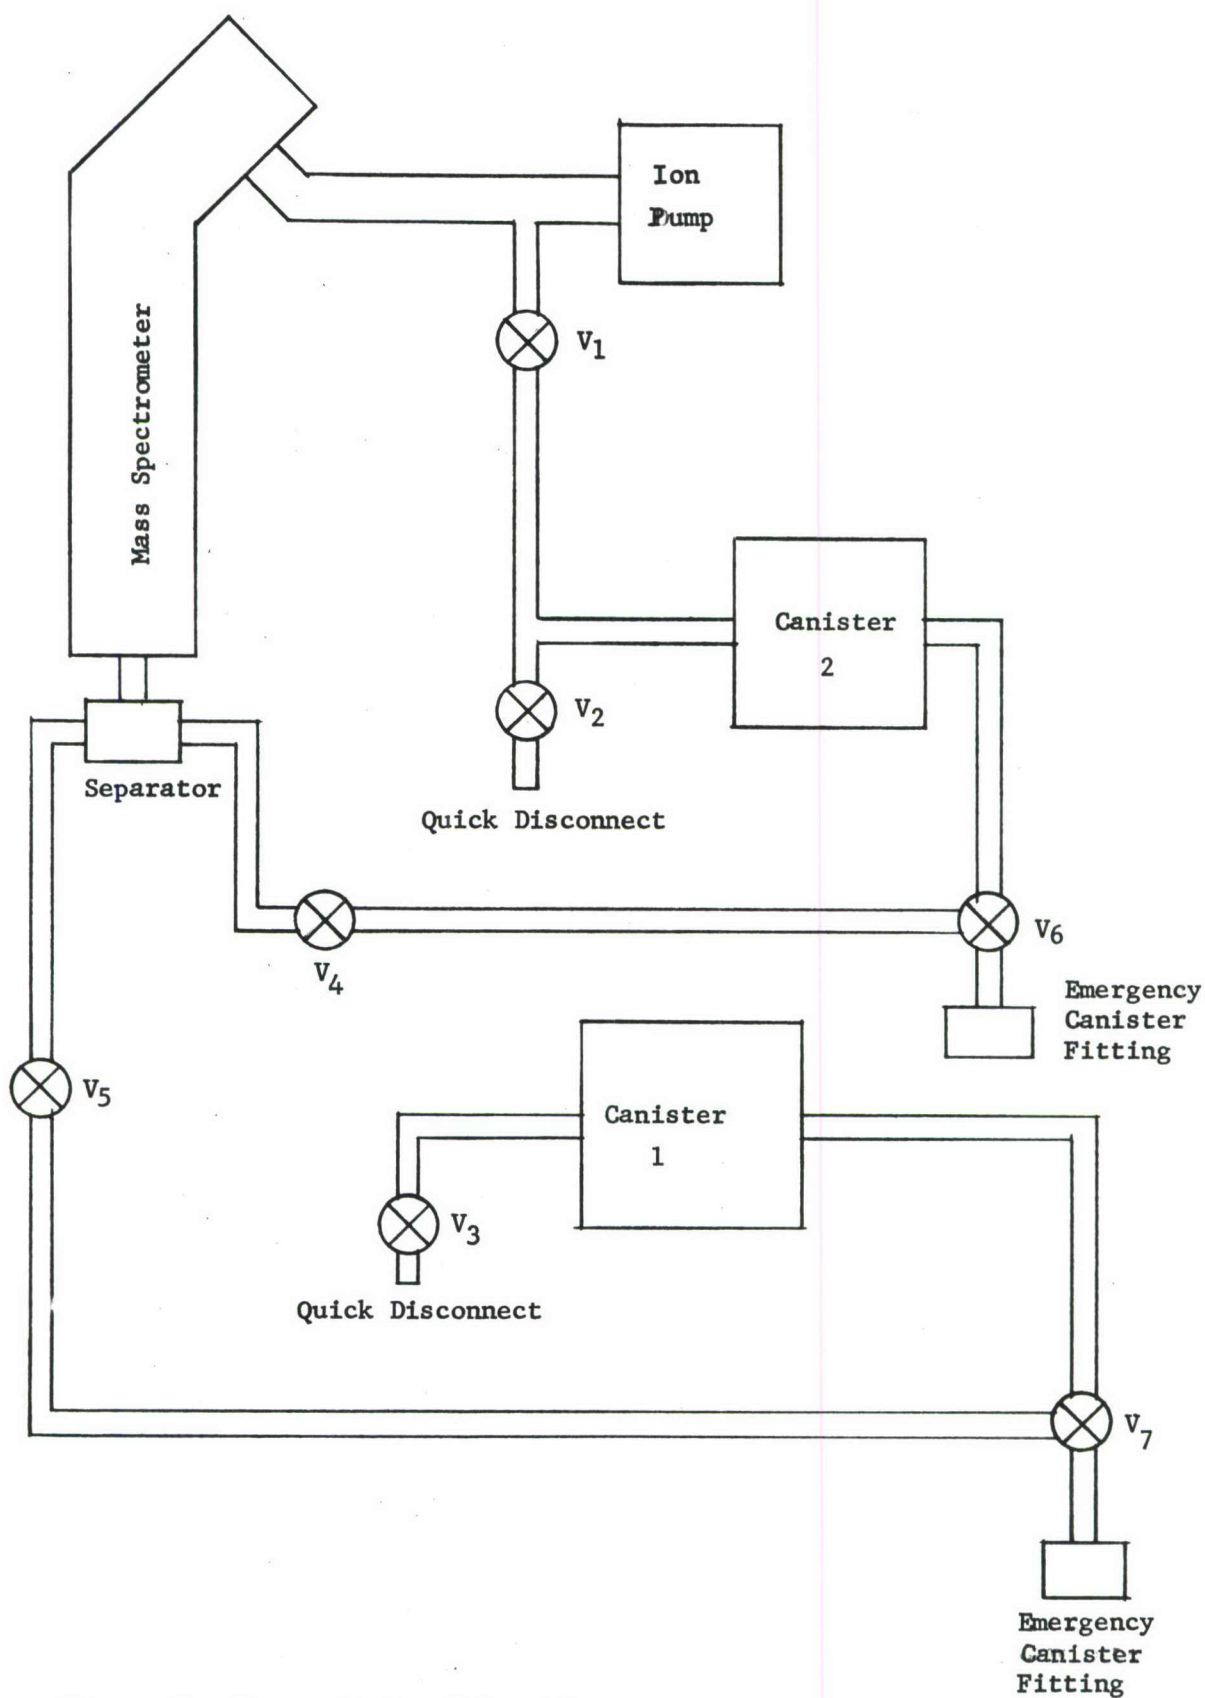 Ion
Pump
V1
Mass Spectrometer
Canister
2
V2
Separator
Quick Disconnect
V4
V6
Emergency
Canister
Fitting
V5
Canister
1
V3
Quick Disconnect
V7
Emergency
Canister
Fitting